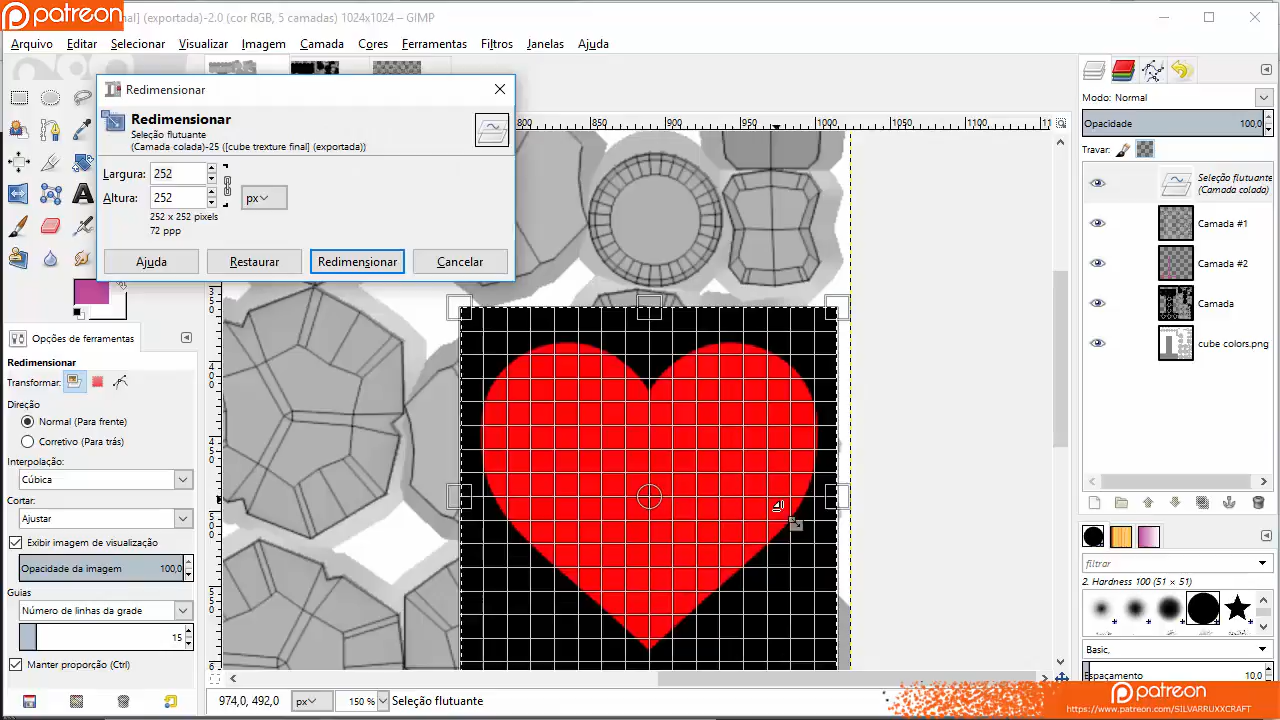 patreon
nal] (exportada)-2.0 (cor RGB, 5 camadas) 1024x1024 – GIMP
Arquivo Editar Selecionar Visualizar Imagem Camada Cores Ferramentas Filtros Janelas Ajuda
Redimensionar
Redimensionar
Seleção flutuante
(Camada colada)-25 ([cube texture final] (exportada))
Largura: 252
Altura: 252 px
252 x 252 pixels
72 ppp
Ajuda Restaurar Redimensionar Cancelar
800 850 900 950 1000 1050 1100
Opções de ferramentas
Redimensionar
Transformar:
Direção
Normal (Para frente)
Corretivo (Para trás)
Interpolação:
Cúbica
Cortar:
Ajustar
Exibir imagem de visualização
Opacidade da imagem 100,0
Guias
Número de linhas da grade
15
Manter proporção (Ctrl)
974,0, 492,0 px 150 % Seleção flutuante
Modo: Normal
Opacidade 100,0
Travar:
Seleção flutuante
(Camada colada)
Camada #1
Camada #2
Camada
cube colors.png
filtrar
2. Hardness 100 (51 × 51)
Basic,
Espaçamento 10,0
patreon
https://www.patreon.com/SILVARRUXXCRAFT